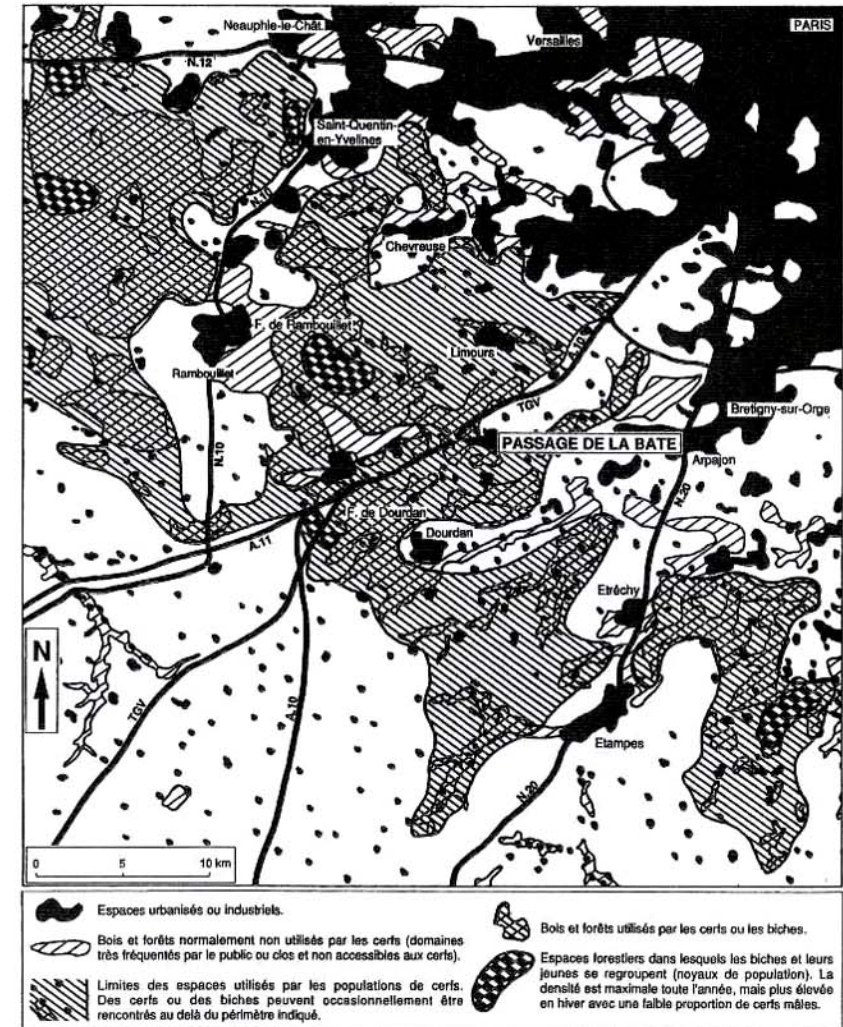 Neauphle-le-Chât.
PARIS
Versailles
N.12
Saint-Quentin-
en-Yvelines
N.10
Chevreuse
F. de Rambouillet
Limours
A.10
Rambouillet
TGV
Bretigny-sur-Orge
PASSAGE DE LA BATE
Arpajon
N.10
F. de Dourdan
N.20
A.11
Dourdan
Etréchy
N
TGV
A.10
Etampes
N.20
0 5 10 km
Espaces urbanisés ou industriels.
Bois et forêts normalement non utilisés par les cerfs (domaines
très fréquentés par le public ou clos et non accessibles aux cerfs).
Limites des espaces utilisés par les populations de cerfs.
Des cerfs ou des biches peuvent occasionnellement être
rencontrés au delà du périmètre indiqué.
Bois et forêts utilisés par les cerfs ou les biches.
Espaces forestiers dans lesquels les biches et leurs
jeunes se regroupent (noyaux de population). La
densité est maximale toute l'année, mais plus élevée
en hiver avec une faible proportion de cerfs mâles.